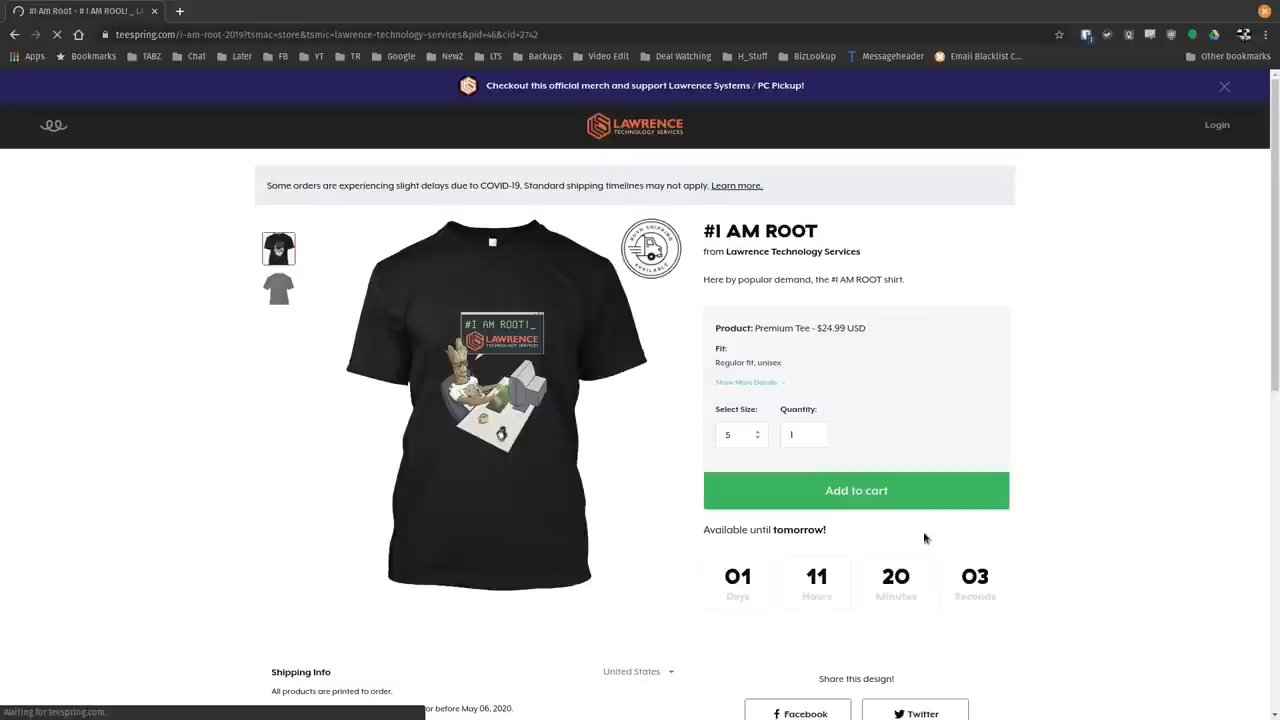 #I AM ROOT - # I AM ROOT! _ LA
teespring.com/i-am-root-2019?tsmac=store&tsmic=lawrence-technology-services&pid=46&cid=2742
Apps Bookmarks TABZ Chat Later FB YT TR Google NewZ LTS Backups Video Edit Deal Watching H_Stuff BizLookup Messageheader Email Blacklist C... Other bookmarks
Checkout this official merch and support Lawrence Systems / PC Pickup!
LAWRENCE
TECHNOLOGY SERVICES
Login
Some orders are experiencing slight delays due to COVID-19. Standard shipping timelines may not apply. Learn more.
RUSH SHIPPING
AVAILABLE
#I AM ROOT!_
LAWRENCE
TECHNOLOGY SERVICES
#I AM ROOT
from Lawrence Technology Services
Here by popular demand, the #I AM ROOT shirt.
Product: Premium Tee - $24.99 USD
Fit:
Regular fit, unisex
Show More Details
Select Size: Quantity:
S 1
Add to cart
Available until tomorrow!
01 11 20 03
Days Hours Minutes Seconds
Shipping Info
United States
All products are printed to order.
or before May 06, 2020.
Share this design!
Facebook Twitter
Waiting for teespring.com...